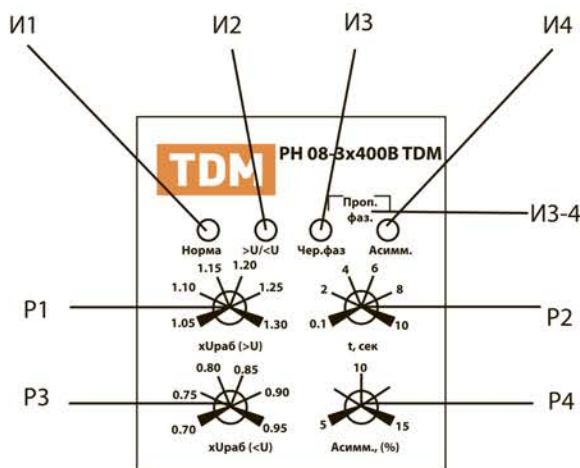 И1 И2 И3 И4
TDM
РН 08-3х400В TDM
Проп.
фаз.
И3-4
Норма >U/<U Чер.фаз Асимм.
1.15 1.20
1.10 1.25
1.05 1.30
xUраб (>U)
Р1
4 6
2 8
0.1 10
t, сек
Р2
0.80 0.85
0.75 0.90
0.70 0.95
xUраб (<U)
Р3
10
5 15
Асимм., (%)
Р4